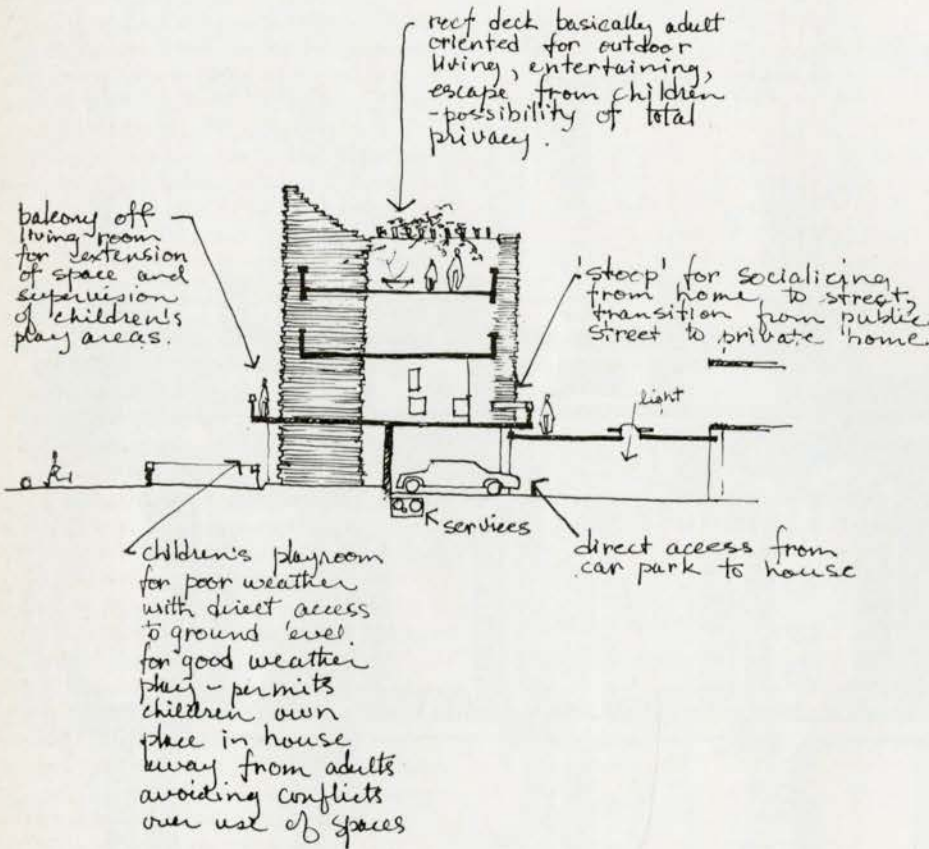 roof deck basically adult
oriented for outdoor
living, entertaining,
escape from children
-possibility of total
privacy.
balcony off
living room
for extension
of space and
supervision
of children's
play areas.
'stoop' for socializing
from home to street,
transition from public
street to private home
light
services
direct access from
car park to house
children's playroom
for poor weather
with direct access
to ground level.
for good weather
play - permits
children own
place in house
away from adults
avoiding conflicts
over use of spaces